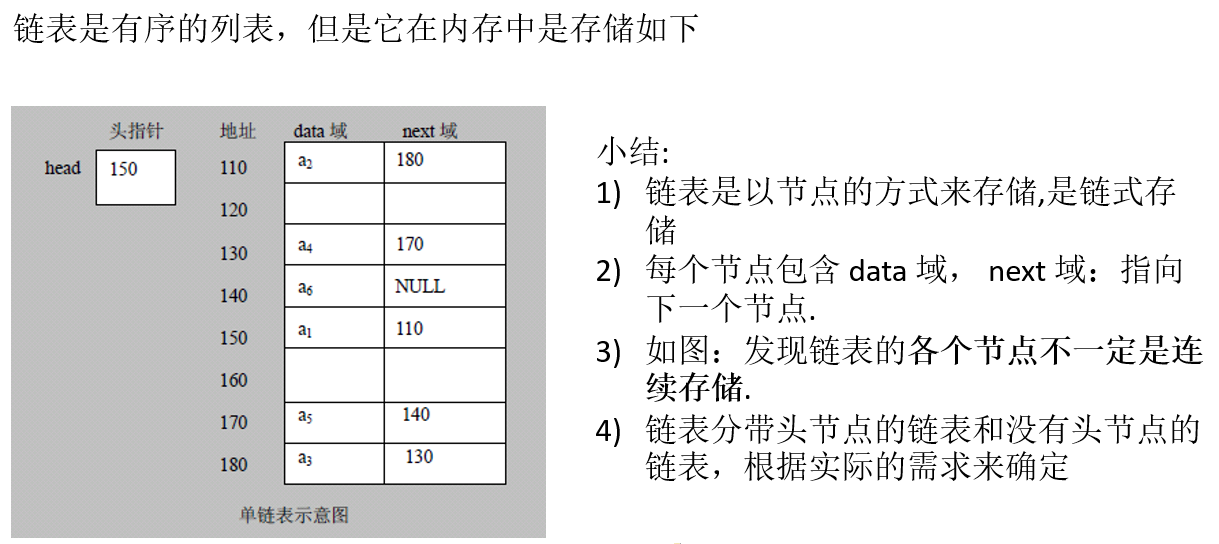 链表是有序的列表，但是它在内存中是存储如下
头指针 地址 data 域 next 域
head 150 110 a₂ 180
120
130 a₄ 170
140 a₆ NULL
150 a₁ 110
160
170 a₅ 140
180 a₃ 130
单链表示意图
小结:
1) 链表是以节点的方式来存储,是链式存
储
2) 每个节点包含 data 域， next 域：指向
下一个节点.
3) 如图：发现链表的各个节点不一定是连
续存储.
4) 链表分带头节点的链表和没有头节点的
链表，根据实际的需求来确定